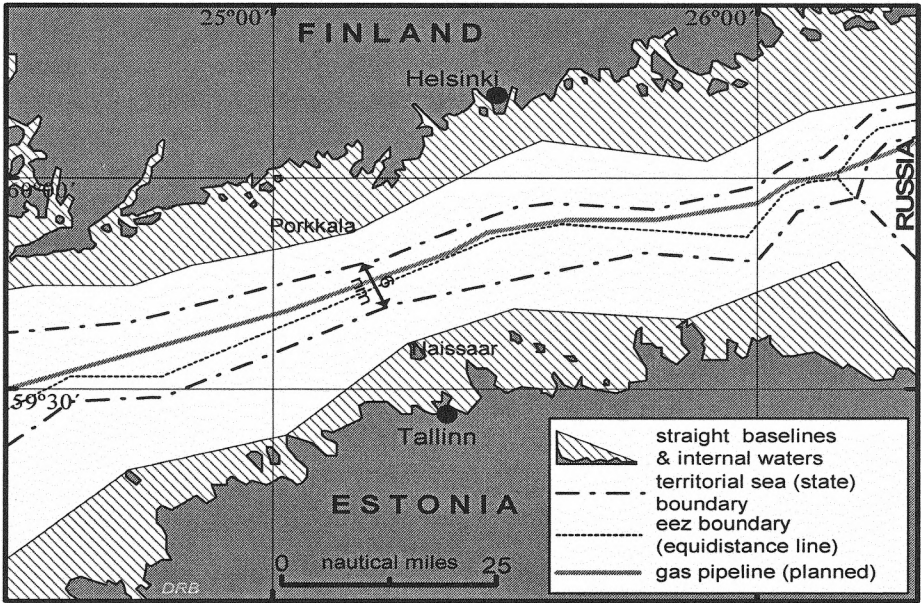 25°00'
26°00'
FINLAND
Helsinki
60°00'
RUSSIA
Porkkala
6
nm
Naissaar
59°30'
Tallinn
ESTONIA
0 nautical miles 25
DRB
straight baselines
& internal waters
territorial sea (state)
boundary
eez boundary
(equidistance line)
gas pipeline (planned)